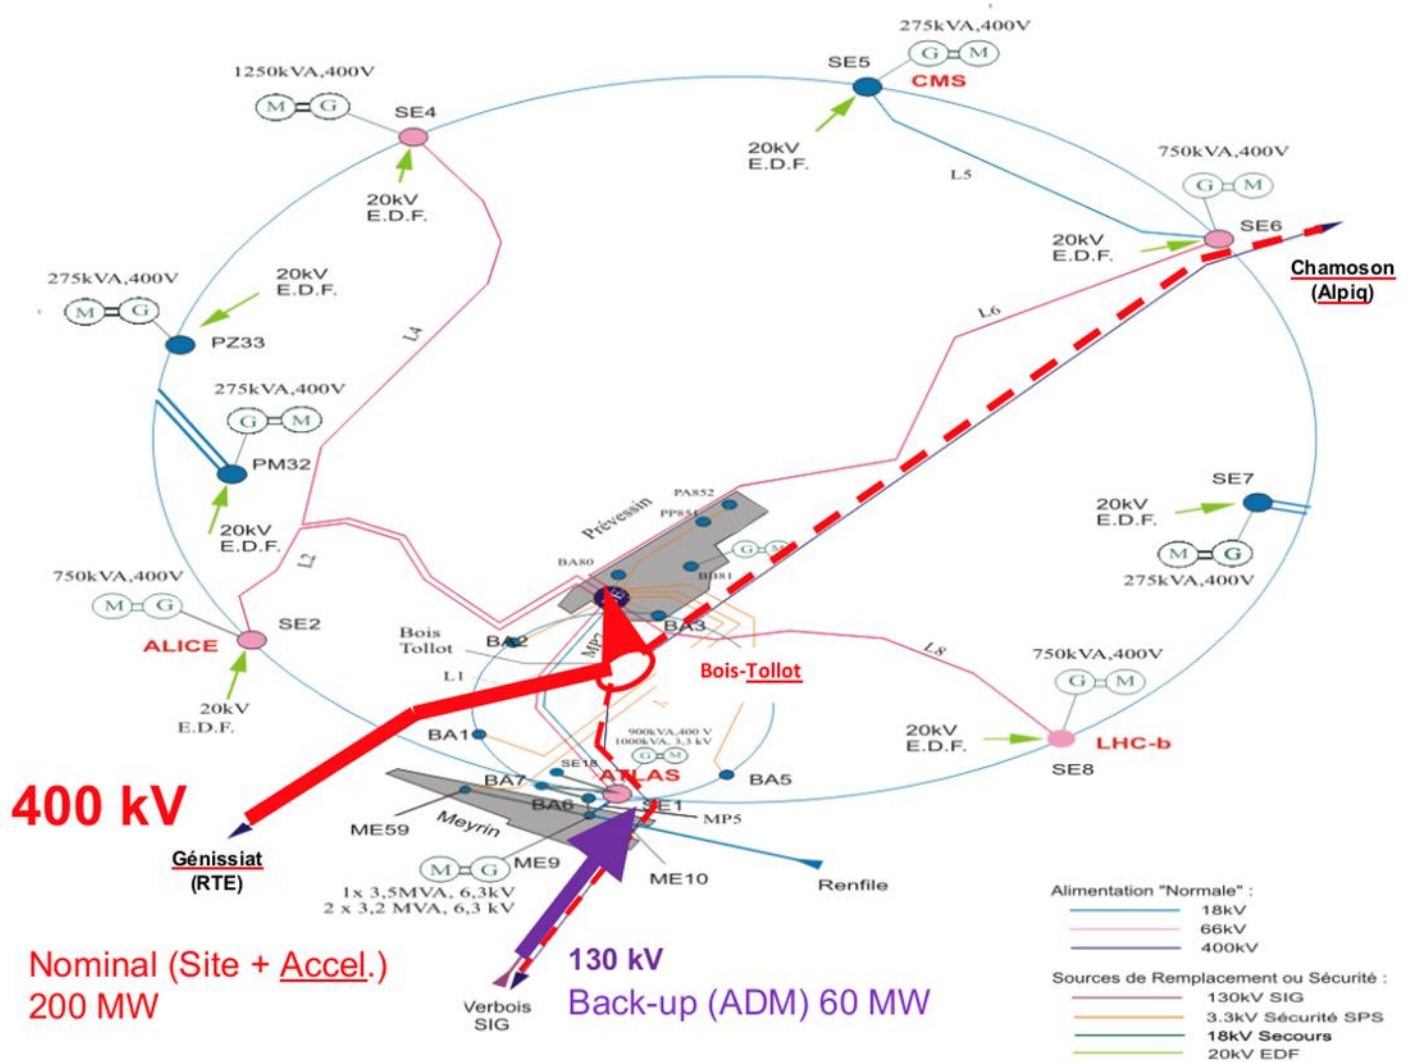 275kVA,400V
G = M
SE5
CMS
1250kVA,400V
M = G
SE4
20kV
E.D.F.
20kV
E.D.F.
L5
750kVA,400V
G = M
SE6
20kV
E.D.F.
Chamoson
(Alpiq)
275kVA,400V
M = G
20kV
E.D.F.
PZ33
L4
L6
275kVA,400V
G = M
PM32
20kV
E.D.F.
Prévessin
PA852
PP851
BA80
G = M
BB81
SE7
20kV
E.D.F.
M = G
275kVA,400V
L2
750kVA,400V
M = G
SE2
ALICE
20kV
E.D.F.
Bois
Tollot
BA2
MP7
BA3
L1
Bois-Tollot
L8
750kVA,400V
G = M
20kV
E.D.F.
LHC-b
SE8
BA1
900kVA,400 V
1000kVA, 3,3 kV
G = M
SE18
ATLAS
BA7
BA6
SE1
BA5
MP5
400 kV
Génissiat
(RTE)
ME59
Meyrin
M = G
ME9
ME10
1x 3,5MVA, 6,3kV
2 x 3,2 MVA, 6,3 kV
Renfile
Nominal (Site + Accel.)
200 MW
130 kV
Back-up (ADM) 60 MW
Verbois
SIG
Alimentation "Normale" :
18kV
66kV
400kV
Sources de Remplacement ou Sécurité :
130kV SIG
3.3kV Sécurité SPS
18kV Secours
20kV EDF